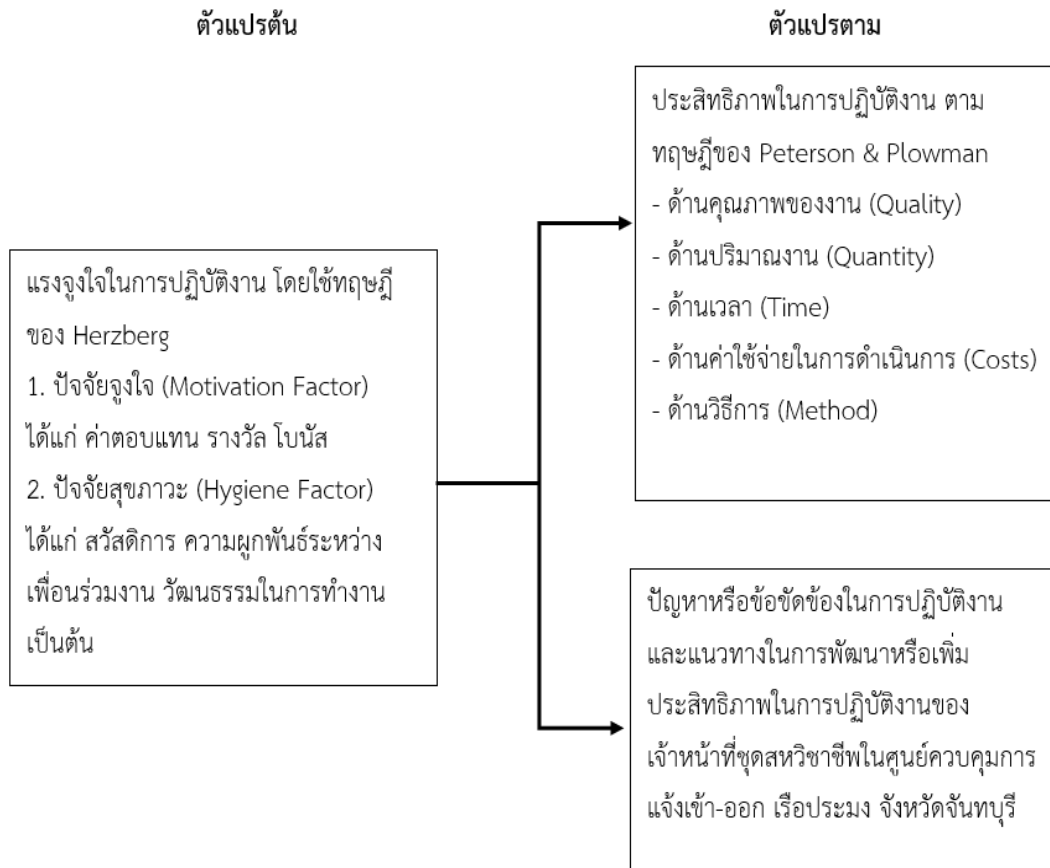 ตัวแปรต้น
ตัวแปรตาม
แรงจูงใจในการปฏิบัติงาน โดยใช้ทฤษฎี
ของ Herzberg
1. ปัจจัยจูงใจ (Motivation Factor)
ได้แก่ ค่าตอบแทน รางวัล โบนัส
2. ปัจจัยสุขภาวะ (Hygiene Factor)
ได้แก่ สวัสดิการ ความผูกพันธ์ระหว่าง
เพื่อนร่วมงาน วัฒนธรรมในการทำงาน
เป็นต้น
ประสิทธิภาพในการปฏิบัติงาน ตาม
ทฤษฎีของ Peterson & Plowman
- ด้านคุณภาพของงาน (Quality)
- ด้านปริมาณงาน (Quantity)
- ด้านเวลา (Time)
- ด้านค่าใช้จ่ายในการดำเนินการ (Costs)
- ด้านวิธีการ (Method)
ปัญหาหรือข้อขัดข้องในการปฏิบัติงาน
และแนวทางในการพัฒนาหรือเพิ่ม
ประสิทธิภาพในการปฏิบัติงานของ
เจ้าหน้าที่ชุดสหวิชาชีพในศูนย์ควบคุมการ
แจ้งเข้า-ออก เรือประมง จังหวัดจันทบุรี